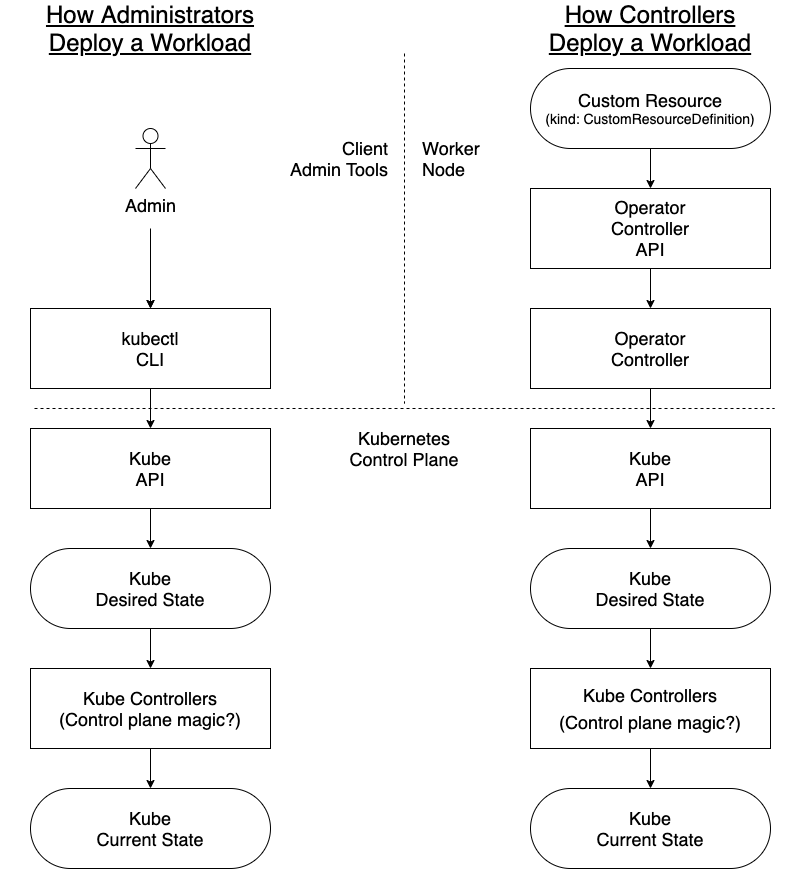 How Administrators
Deploy a Workload
How Controllers
Deploy a Workload
Custom Resource
(kind: CustomResourceDefinition)
Client
Admin Tools
Worker
Node
Admin
Operator
Controller
API
kubectl
CLI
Operator
Controller
Kubernetes
Control Plane
Kube
API
Kube
API
Kube
Desired State
Kube
Desired State
Kube Controllers
(Control plane magic?)
Kube Controllers
(Control plane magic?)
Kube
Current State
Kube
Current State